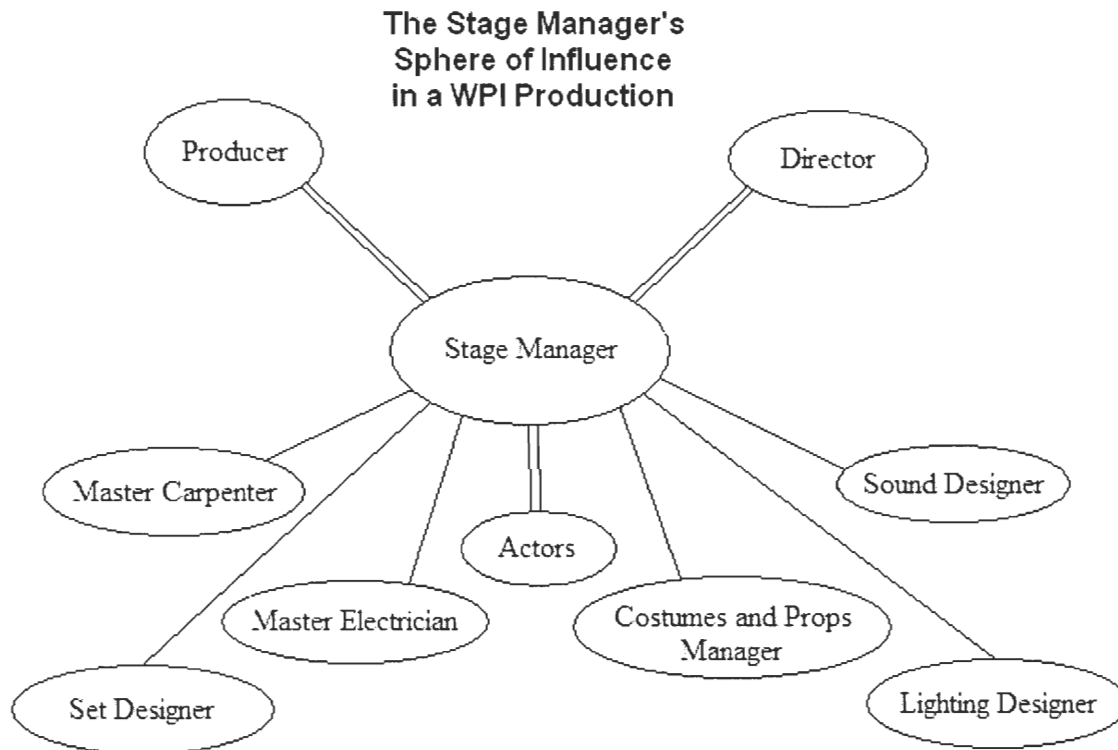 The Stage Manager's
Sphere of Influence
in a WPI Production
Producer
Director
Stage Manager
Master Carpenter
Sound Designer
Actors
Master Electrician
Costumes and Props
Manager
Set Designer
Lighting Designer